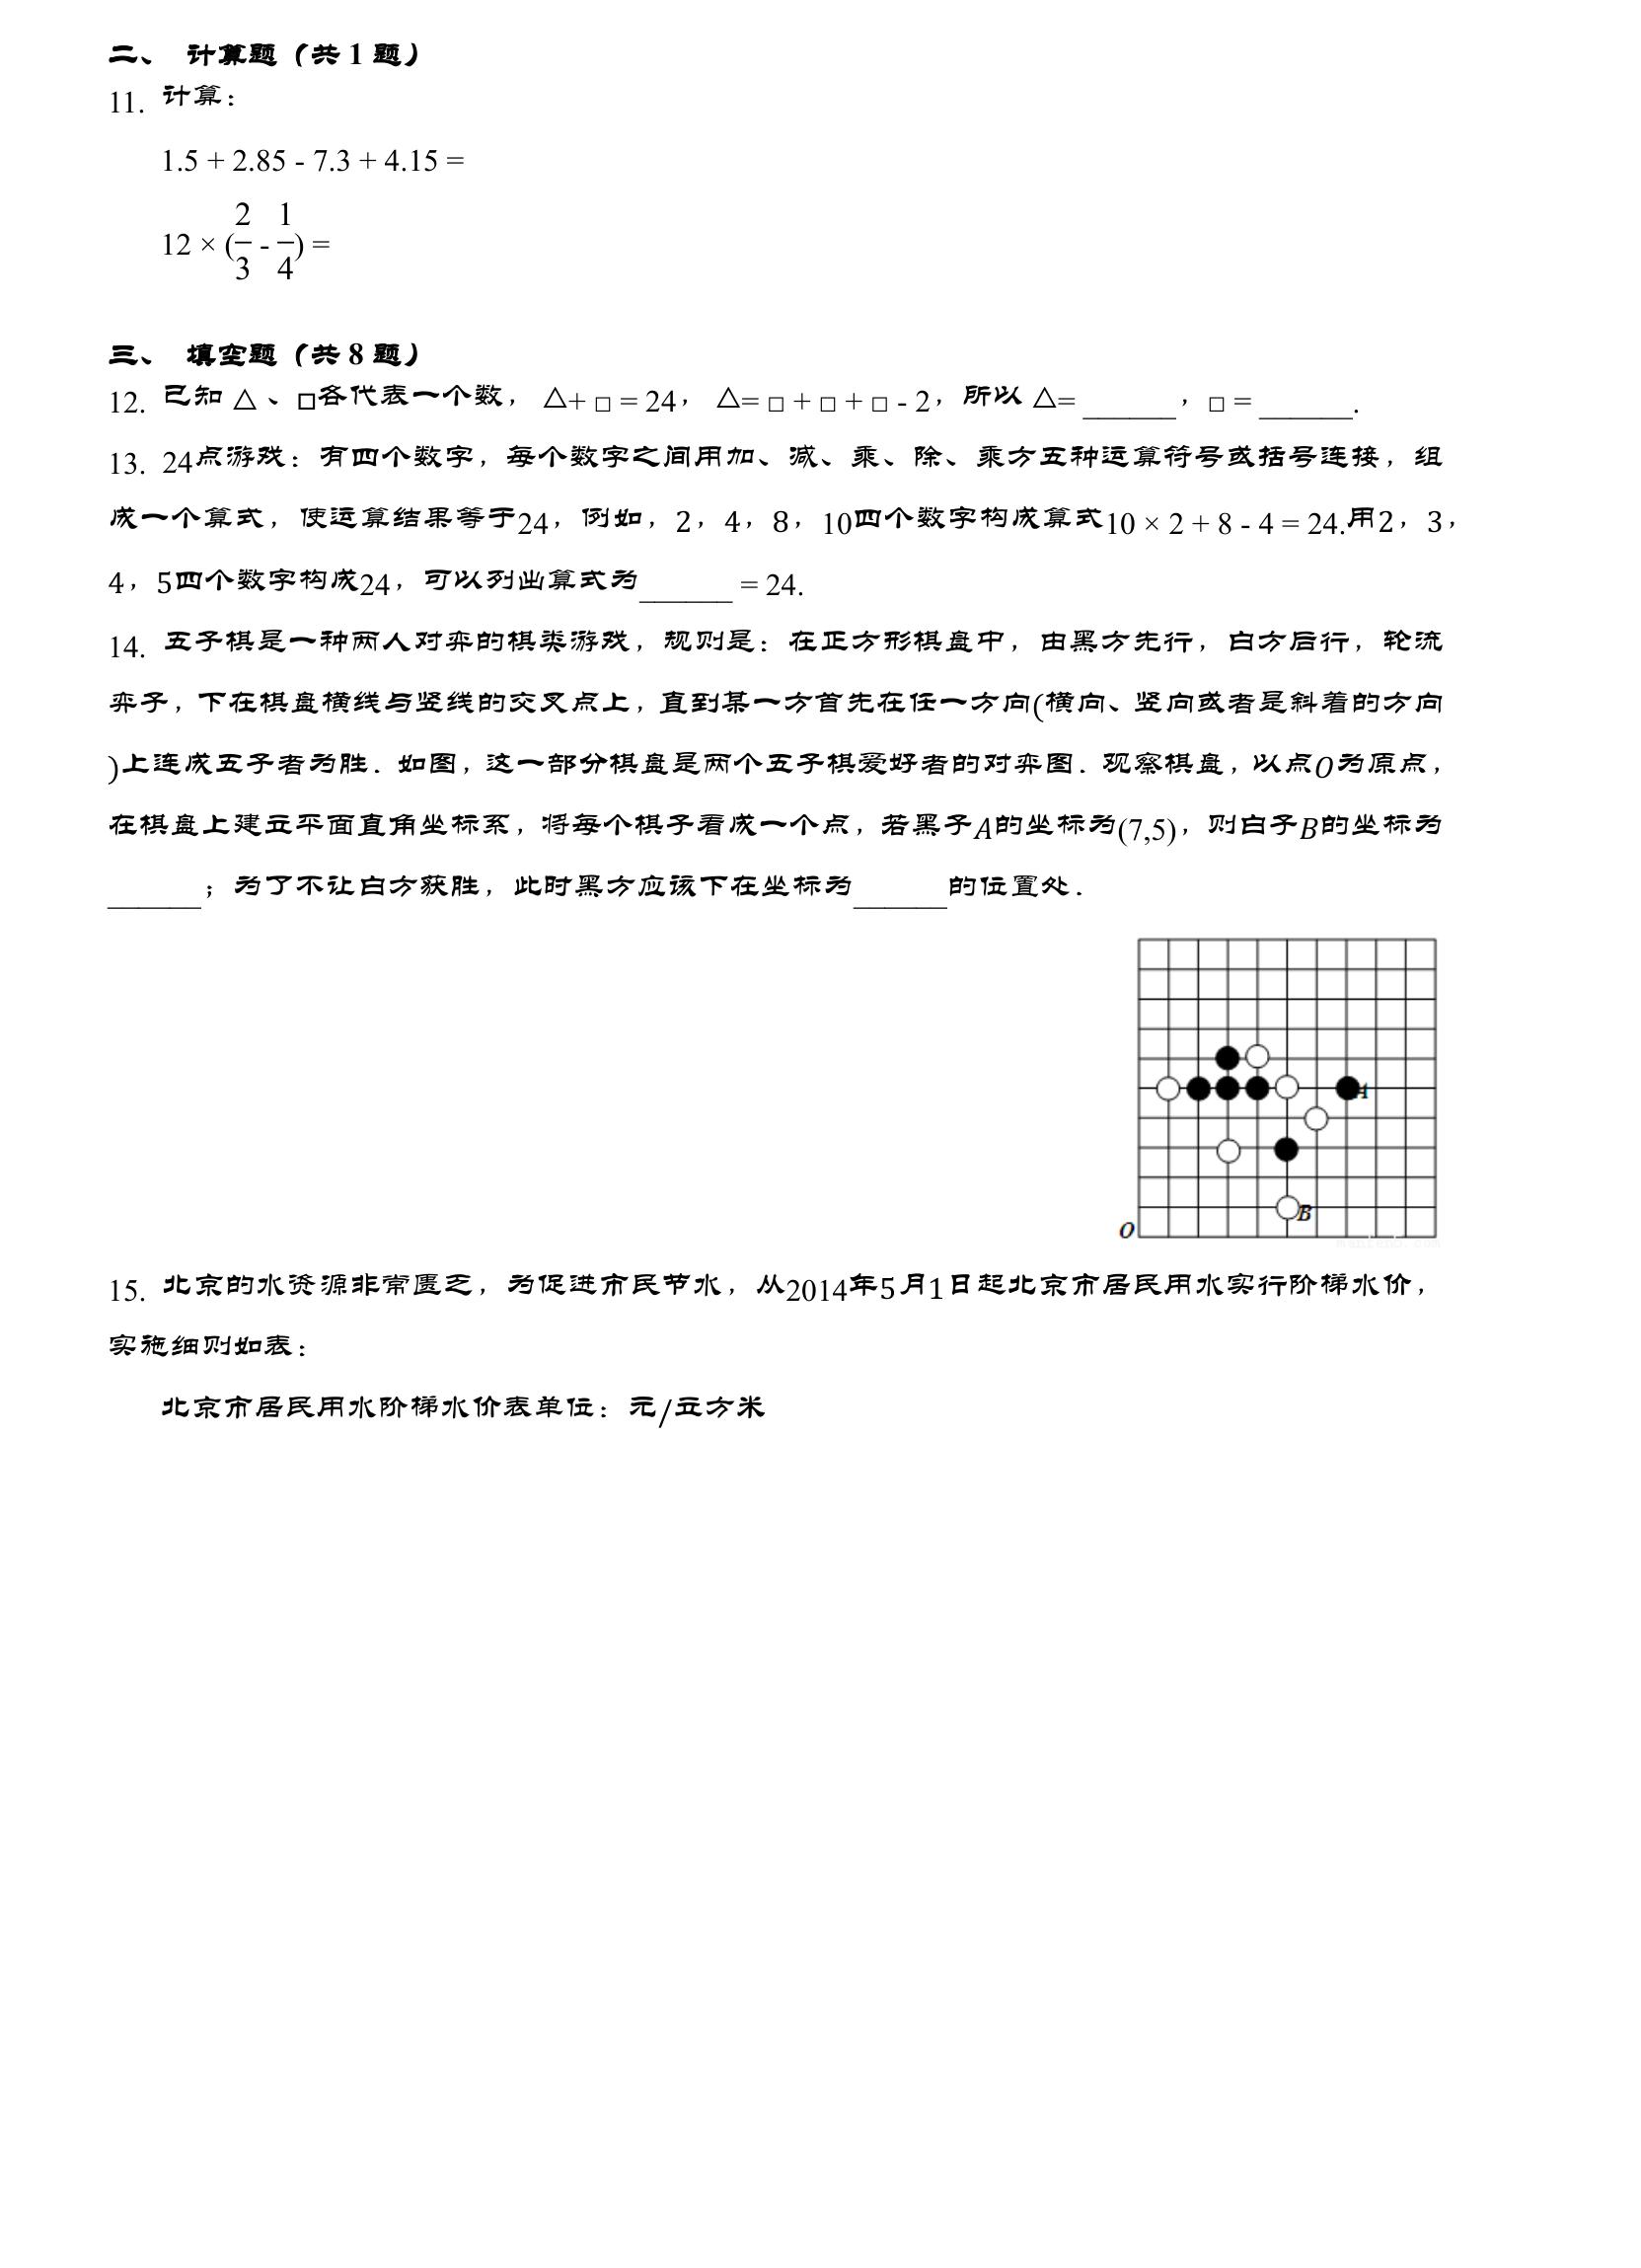 二、 计算题（共 1 题）
11. 计算：
1.5 + 2.85 - 7.3 + 4.15 =
12 × (2/3 - 1/4) =
三、 填空题（共 8 题）
12. 已知 △ 、□各代表一个数， △+ □ = 24， △= □ + □ + □ - 2，所以 △= ______，□ = ______.
13. 24点游戏：有四个数字，每个数字之间用加、减、乘、除、乘方五种运算符号或括号连接，组
成一个算式，使运算结果等于24，例如，2，4，8，10四个数字构成算式10 × 2 + 8 - 4 = 24.用2，3，
4，5四个数字构成24，可以列出算式为______ = 24.
14. 五子棋是一种两人对弈的棋类游戏，规则是：在正方形棋盘中，由黑方先行，白方后行，轮流
弈子，下在棋盘横线与竖线的交叉点上，直到某一方首先在任一方向(横向、竖向或者是斜着的方向
)上连成五子者为胜．如图，这一部分棋盘是两个五子棋爱好者的对弈图．观察棋盘，以点O为原点，
在棋盘上建立平面直角坐标系，将每个棋子看成一个点，若黑子A的坐标为(7,5)，则白子B的坐标为
______；为了不让白方获胜，此时黑方应该下在坐标为______的位置处．
A
B
O
15. 北京的水资源非常匮乏，为促进市民节水，从2014年5月1日起北京市居民用水实行阶梯水价，
实施细则如表：
北京市居民用水阶梯水价表单位：元/立方米